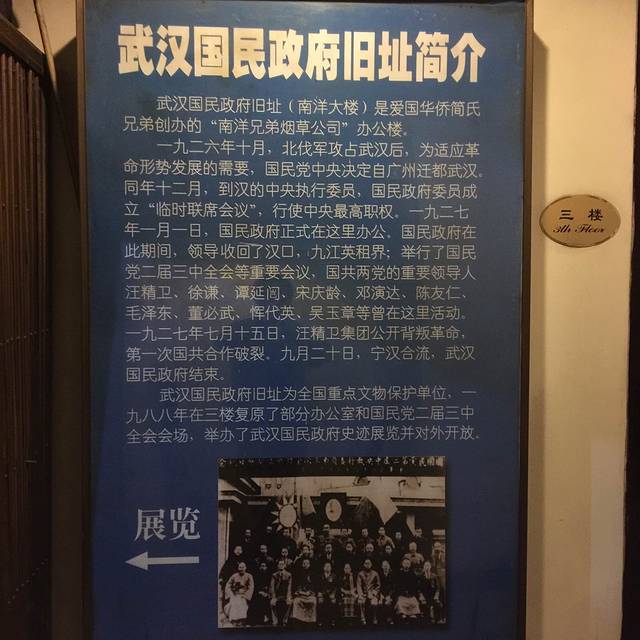 武汉国民政府旧址简介
武汉国民政府旧址（南洋大楼）是爱国华侨简氏
兄弟创办的“南洋兄弟烟草公司”办公楼。
一九二六年十月，北伐军攻占武汉后，为适应革
命形势发展的需要，国民党中央决定自广州迁都武汉。
同年十二月，到汉的中央执行委员，国民政府委员成
立“临时联席会议”，行使中央最高职权。一九二七
年一月一日，国民政府正式在这里办公。国民政府在
此期间，领导收回了汉口，九江英租界；举行了国民
党二届三中全会等重要会议，国共两党的重要领导人
汪精卫、徐谦、谭延闿、宋庆龄、邓演达、陈友仁、
毛泽东、董必武、恽代英、吴玉章等曾在这里活动。
一九二七年七月十五日，汪精卫集团公开背叛革命，
第一次国共合作破裂。九月二十日，宁汉合流，武汉
国民政府结束。
武汉国民政府旧址为全国重点文物保护单位，一
九八八年在三楼复原了部分办公室和国民党二届三中
全会会场，举办了武汉国民政府史迹展览并对外开放。
展览
三 楼
3th Floor